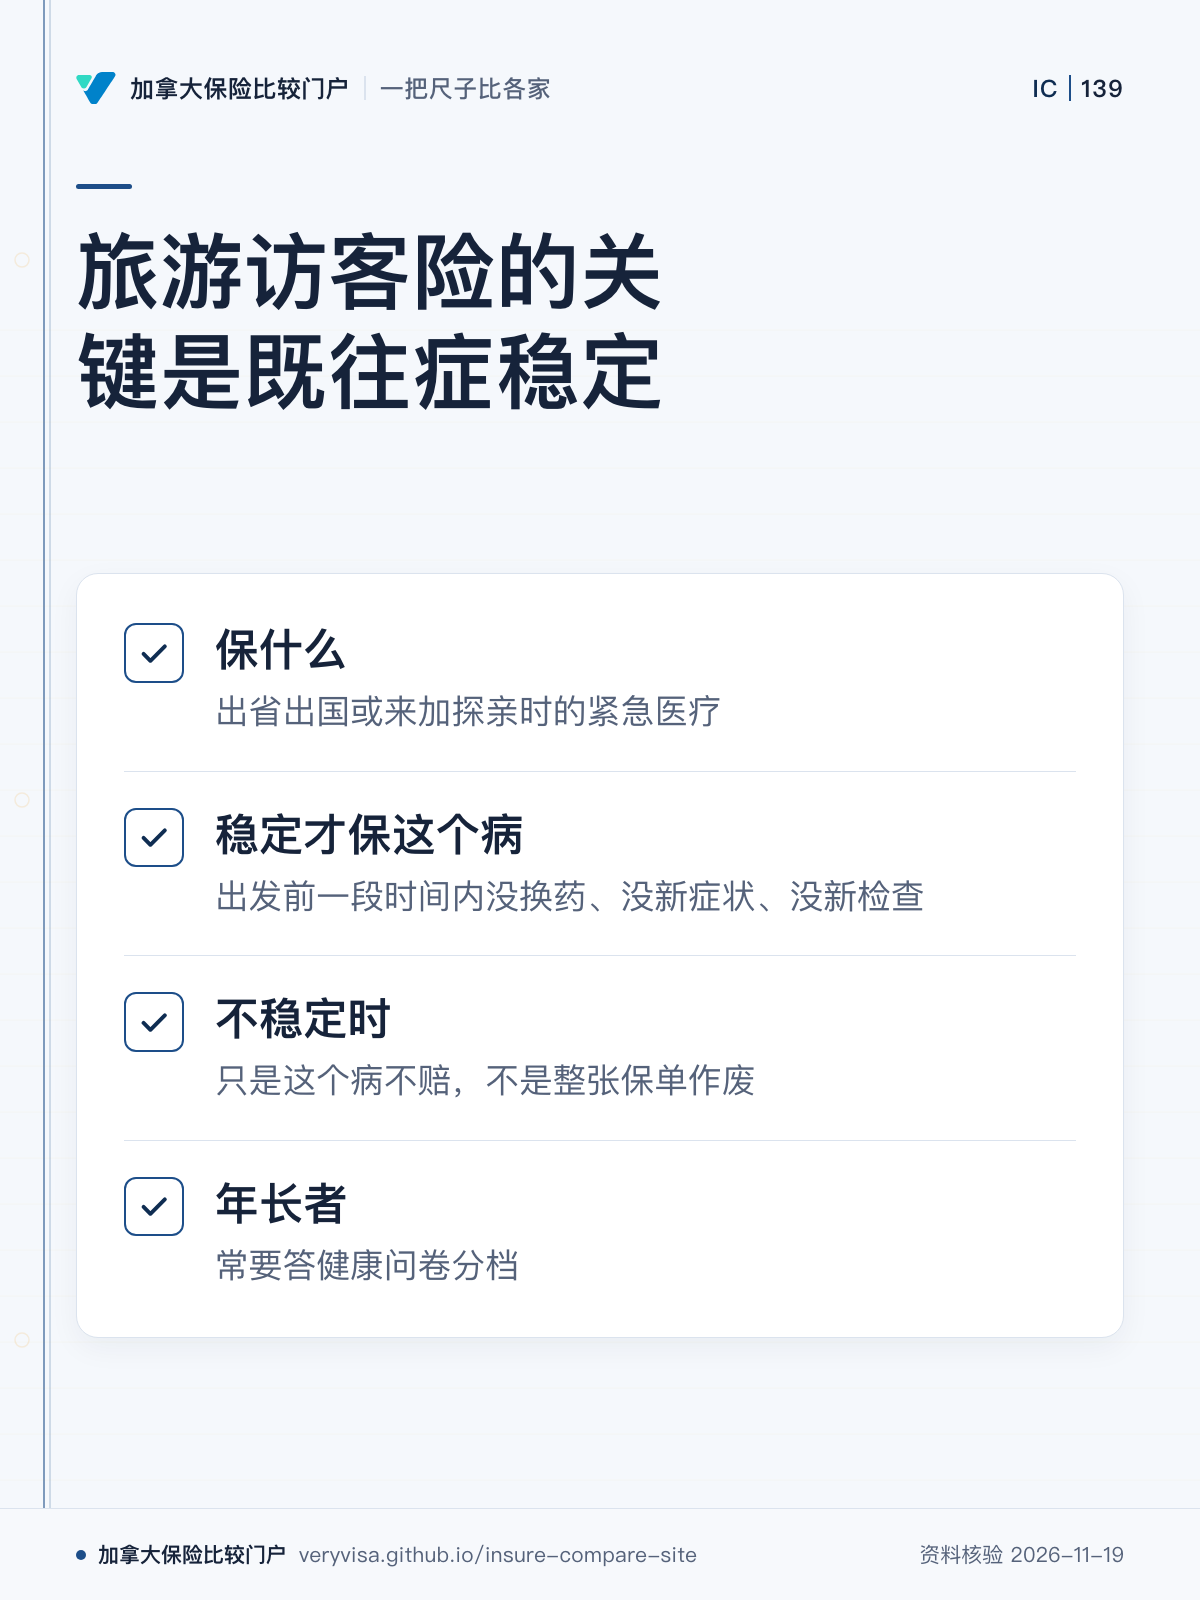 加拿大保险比较门户 一把尺子比各家 IC 139
旅游访客险的关
键是既往症稳定
保什么
出省出国或来加探亲时的紧急医疗
稳定才保这个病
出发前一段时间内没换药、没新症状、没新检查
不稳定时
只是这个病不赔，不是整张保单作废
年长者
常要答健康问卷分档
加拿大保险比较门户 veryvisa.github.io/insure-compare-site 资料核验 2026-11-19